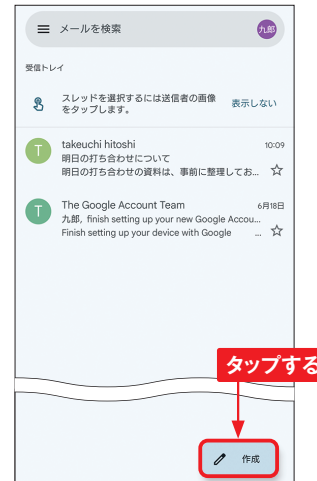 メールを検索
九郎
受信トレイ
スレッドを選択するには送信者の画像
をタップします。
表示しない
T
takeuchi hitoshi
10:09
明日の打ち合わせについて
明日の打ち合わせの資料は、事前に整理してお...
T
The Google Account Team
6月18日
九郎, finish setting up your new Google Accou...
Finish setting up your device with Google ...
タップする
作成